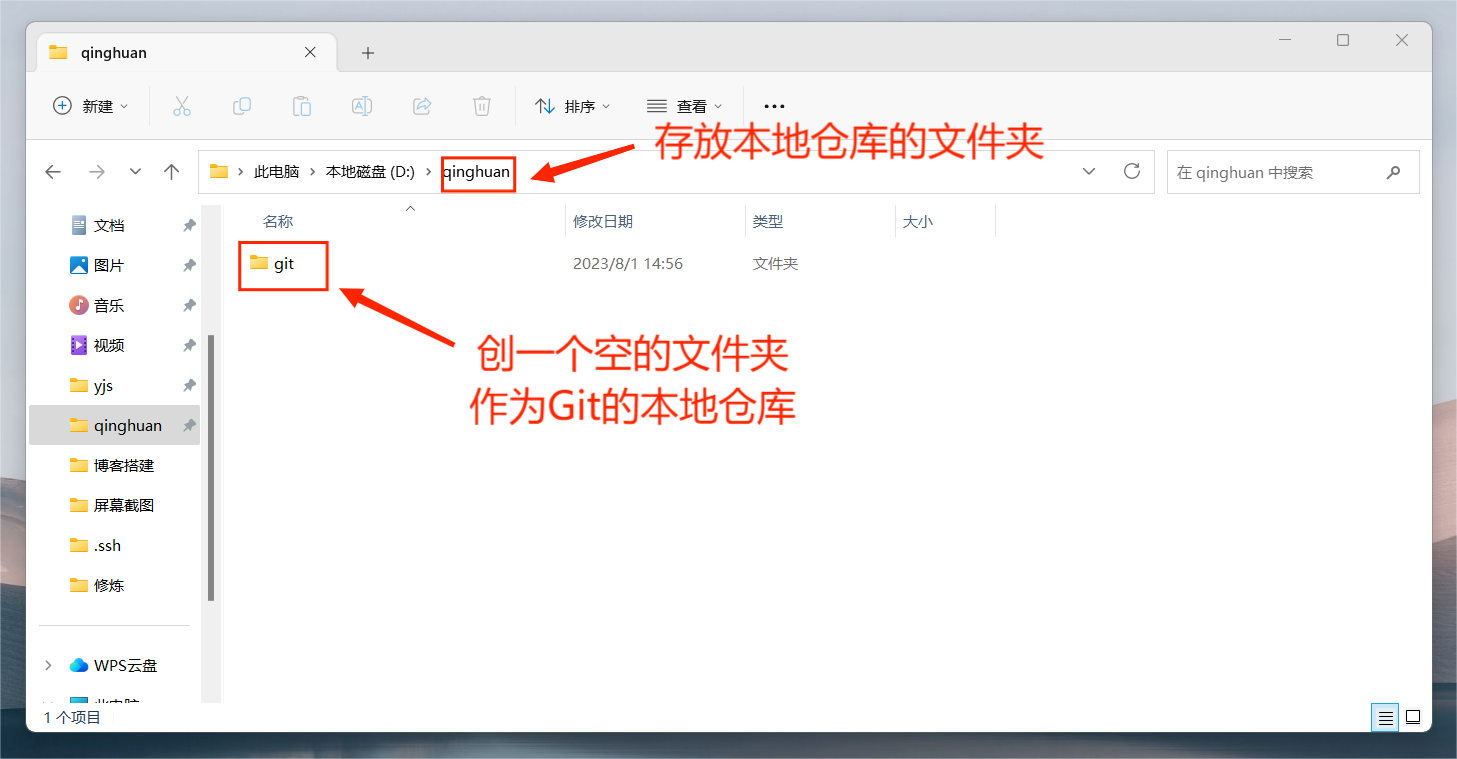 qinghuan
新建
排序
查看
存放本地仓库的文件夹
此电脑
本地磁盘 (D:)
qinghuan
在 qinghuan 中搜索
名称
修改日期
类型
大小
git
2023/8/1 14:56
文件夹
创一个空的文件夹
作为Git的本地仓库
文档
图片
音乐
视频
yjs
qinghuan
博客搭建
屏幕截图
.ssh
修炼
WPS云盘
此电脑
1 个项目